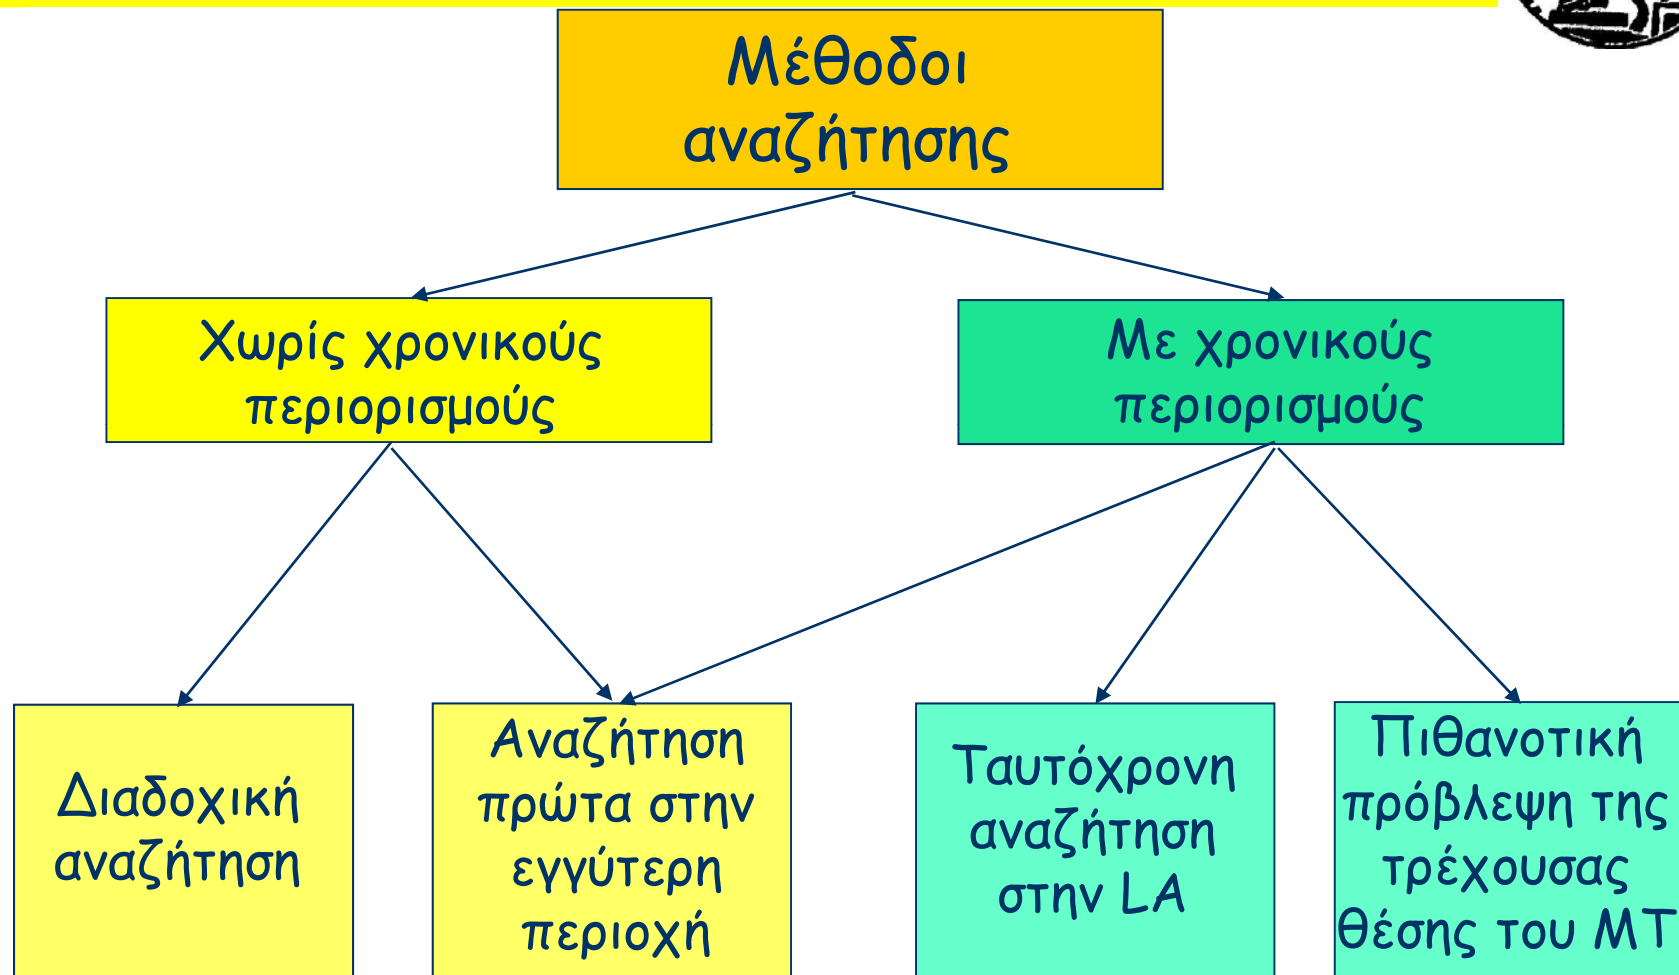 Μέθοδοι
αναζήτησης
Χωρίς χρονικούς
περιορισμούς
Με χρονικούς
περιορισμούς
Διαδοχική
αναζήτηση
Αναζήτηση
πρώτα στην
εγγύτερη
περιοχή
Ταυτόχρονη
αναζήτηση
στην LA
Πιθανοτική
πρόβλεψη της
τρέχουσας
θέσης του ΜΤ